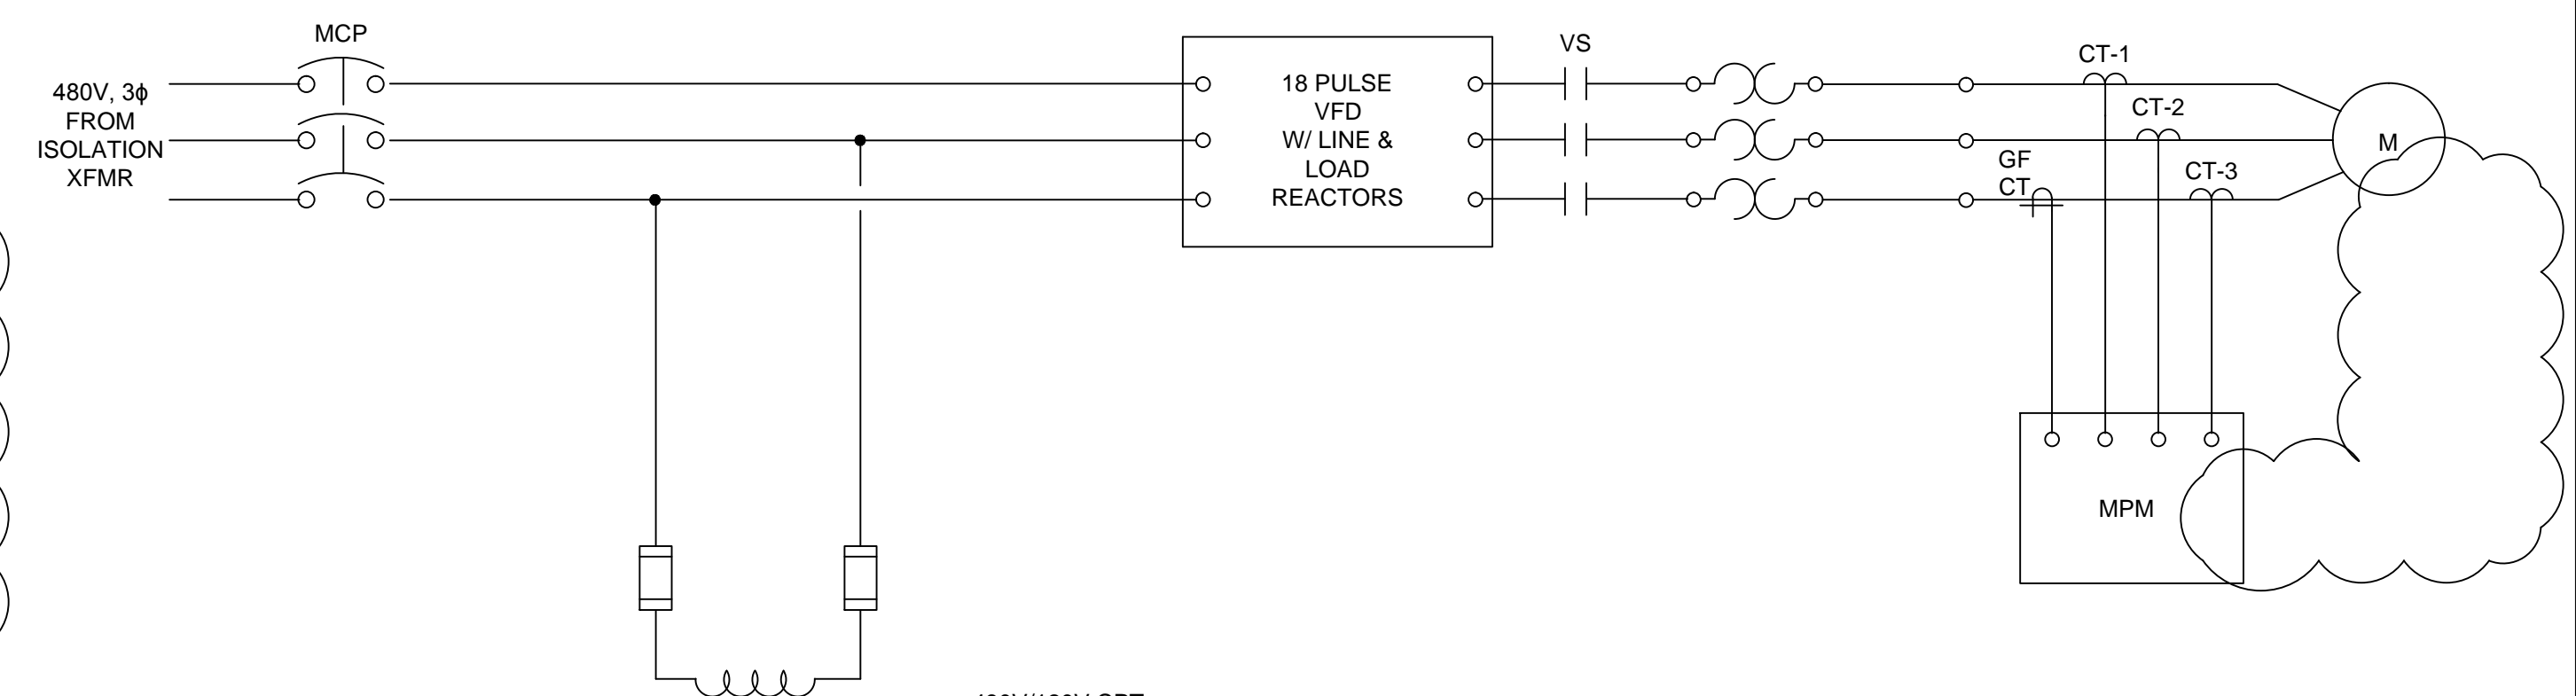 MCP
480V, 3ϕ
FROM
ISOLATION
XFMR
18 PULSE
VFD
W/ LINE &
LOAD
REACTORS
VS
CT-1
CT-2
GF
CT
CT-3
M
MPM